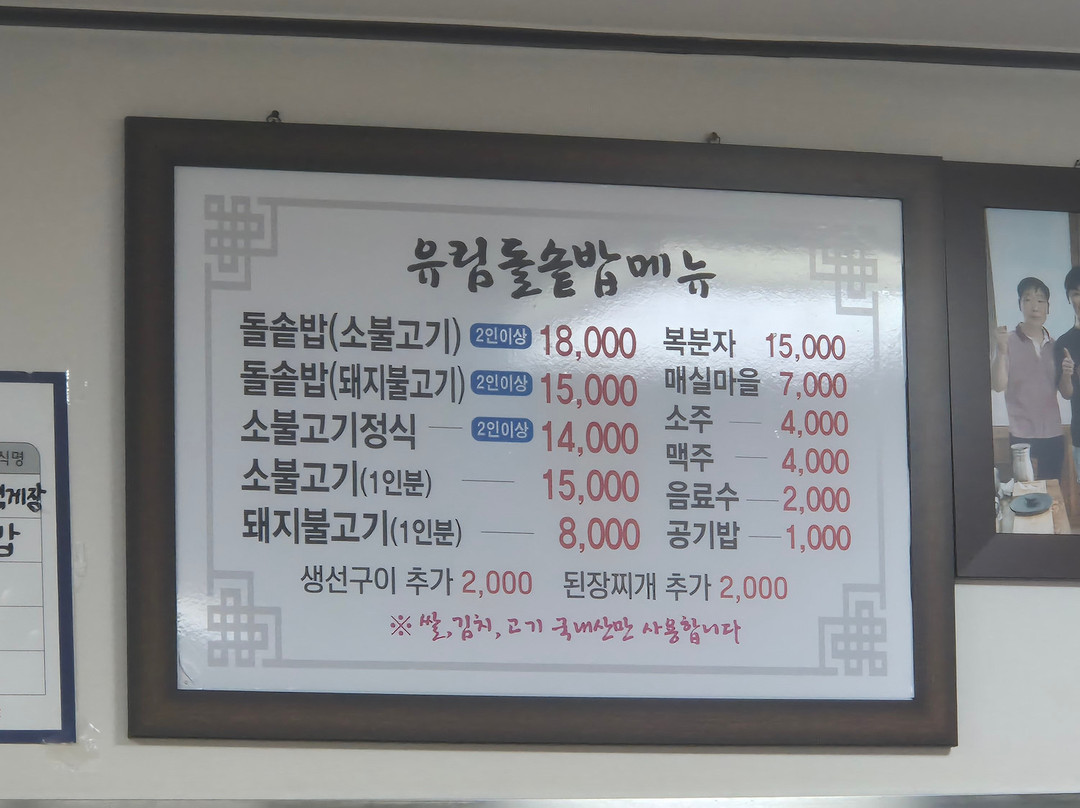 유림돌솥밥메뉴
돌솥밥(소불고기) 2인이상 18,000
돌솥밥(돼지불고기) 2인이상 15,000
소불고기정식 2인이상 14,000
소불고기(1인분) 15,000
돼지불고기(1인분) 8,000
복분자 15,000
매실마을 7,000
소주 4,000
맥주 4,000
음료수 2,000
공기밥 1,000
생선구이 추가 2,000 된장찌개 추가 2,000
※ 쌀,김치,고기 국내산만 사용합니다
식명
게장